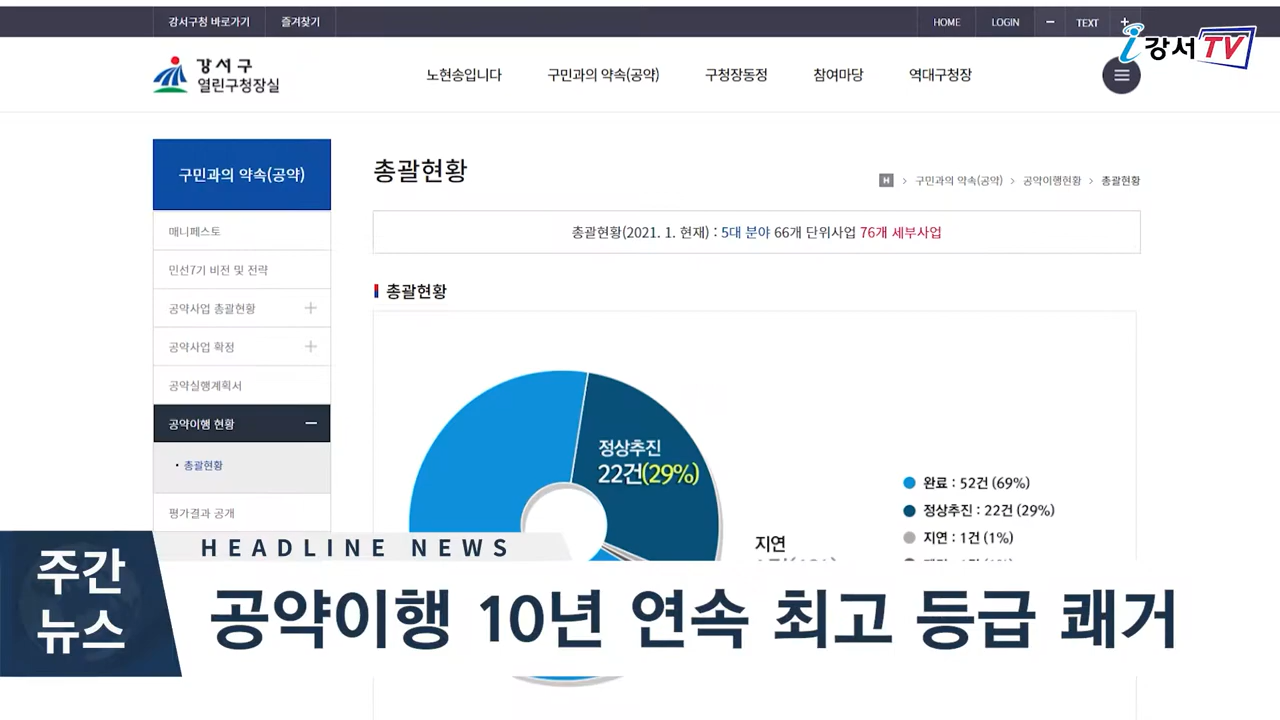 강서구청 바로가기 즐겨찾기 HOME LOGIN TEXT
i강서TV
강서구
열린구청장실
노현송입니다 구민과의 약속(공약) 구청장동정 참여마당 역대구청장
구민과의 약속(공약)
매니페스토
민선7기 비전 및 전략
공약사업 총괄현황
공약사업 확정
공약실행계획서
공약이행 현황
총괄현황
평가결과 공개
총괄현황
H > 구민과의 약속(공약) > 공약이행현황 > 총괄현황
총괄현황(2021. 1. 현재) : 5대 분야 66개 단위사업 76개 세부사업
총괄현황
정상추진
22건(29%)
지연
완료 : 52건 (69%)
정상추진 : 22건 (29%)
지연 : 1건 (1%)
주간
뉴스
HEADLINE NEWS
공약이행 10년 연속 최고 등급 쾌거